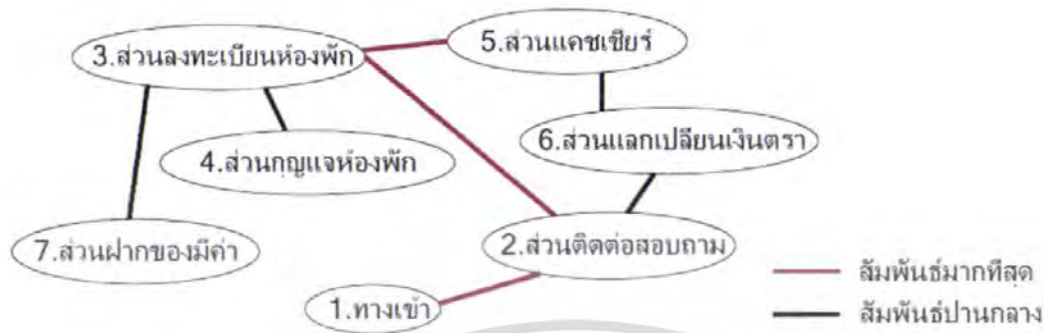 3.ส่วนลงทะเบียนห้องพัก
5.ส่วนแคชเชียร์
4.ส่วนกุญแจห้องพัก
6.ส่วนแลกเปลี่ยนเงินตรา
7.ส่วนฝากของมีค่า
2.ส่วนติดต่อสอบถาม
1.ทางเข้า
สัมพันธ์มากที่สุด
สัมพันธ์ปานกลาง